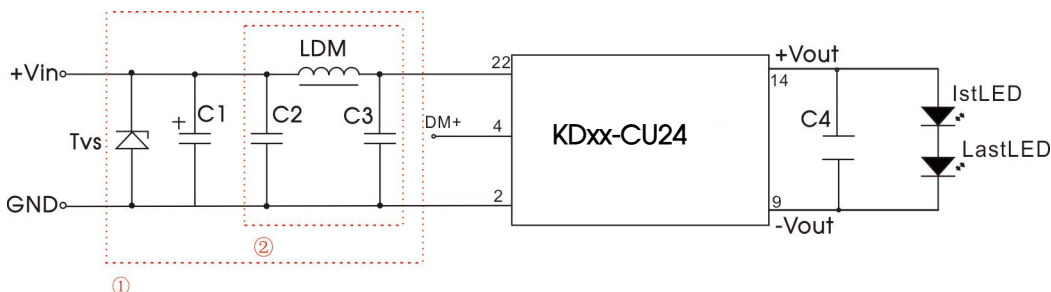 LDM
+Vin
Tvs
+
C1
C2
C3
GND
DM+
22
4
2
KDxx-CU24
+Vout
14
C4
IstLED
LastLED
9
-Vout
②
①